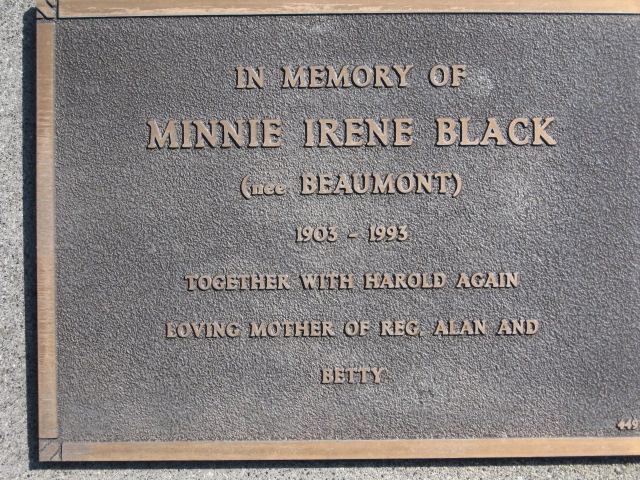 IN MEMORY OF
MINNIE IRENE BLACK
(nee BEAUMONT)
1903 - 1993
TOGETHER WITH HAROLD AGAIN
LOVING MOTHER OF REG, ALAN AND
BETTY